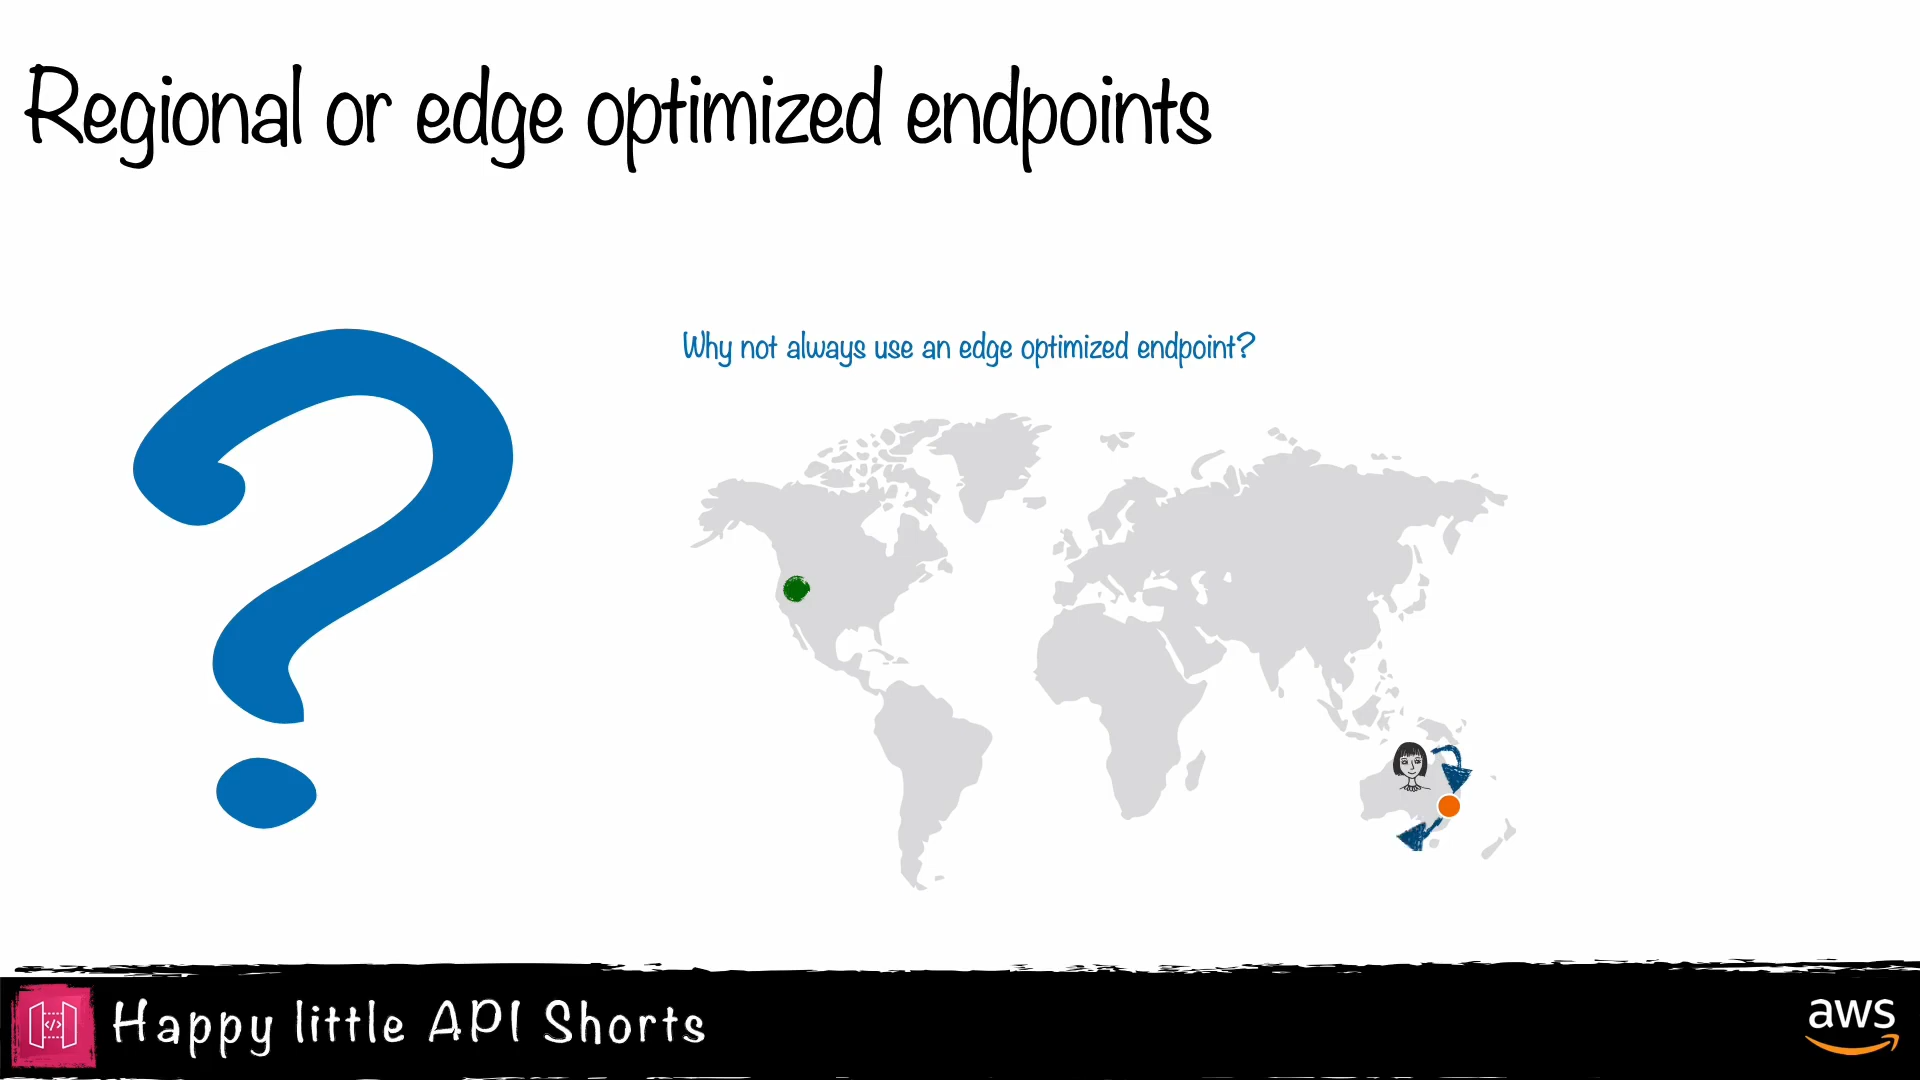 Regional or edge optimized endpoints
Why not always use an edge optimized endpoint?
?
</>
Happy little API Shorts
aws